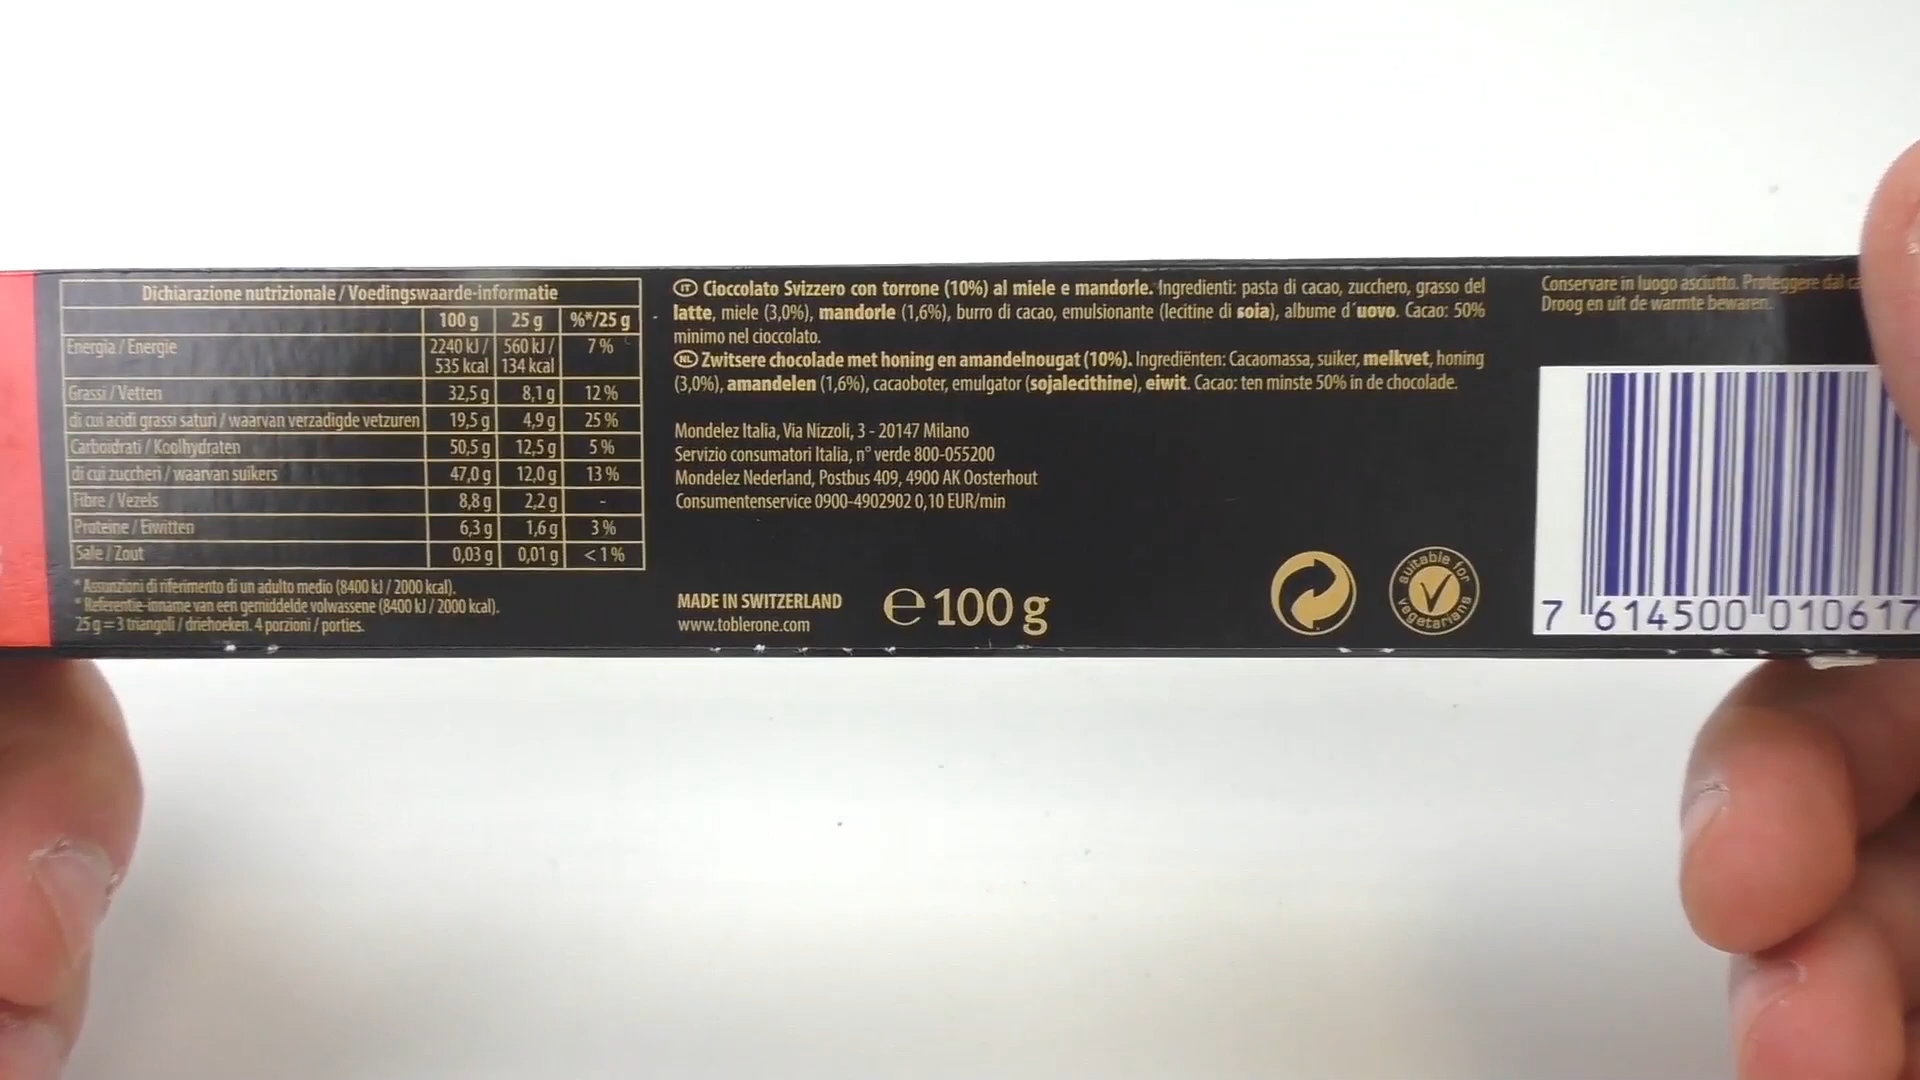 Dichiarazione nutrizionale / Voedingswaarde-informatie
100 g 25 g %*/25 g
Energia / Energie 2240 kJ / 535 kcal 560 kJ / 134 kcal 7 %
Grassi / Vetten 32,5 g 8,1 g 12 %
di cui acidi grassi saturi / waarvan verzadigde vetzuren 19,5 g 4,9 g 25 %
Carboidrati / Koolhydraten 50,5 g 12,5 g 5 %
di cui zuccheri / waarvan suikers 47,0 g 12,0 g 13 %
Fibre / Vezels 8,8 g 2,2 g -
Proteine / Eiwitten 6,3 g 1,6 g 3 %
Sale / Zout 0,03 g 0,01 g <1 %
* Assunzioni di riferimento di un adulto medio (8400 kJ / 2000 kcal).
* Referentie-inname van een gemiddelde volwassene (8400 kJ / 2000 kcal).
25 g = 3 triangoli / driehoeken. 4 porzioni / porties.
IT Cioccolato Svizzero con torrone (10%) al miele e mandorle. Ingredienti: pasta di cacao, zucchero, grasso del
latte, miele (3,0%), mandorle (1,6%), burro di cacao, emulsionante (lecitine di soia), albume d´uovo. Cacao: 50%
minimo nel cioccolato.
NL Zwitsere chocolade met honing en amandelnougat (10%). Ingrediënten: Cacaomassa, suiker, melkvet, honing
(3,0%), amandelen (1,6%), cacaoboter, emulgator (sojalecithine), eiwit. Cacao: ten minste 50% in de chocolade.
Mondelez Italia, Via Nizzoli, 3 - 20147 Milano
Servizio consumatori Italia, n° verde 800-055200
Mondelez Nederland, Postbus 409, 4900 AK Oosterhout
Consumentenservice 0900-4902902 0,10 EUR/min
MADE IN SWITZERLAND
www.toblerone.com
e 100 g
suitable for vegetarians
Conservare in luogo asciutto. Proteggere dal
Droog en uit de warmte bewaren.
7 614500 010617